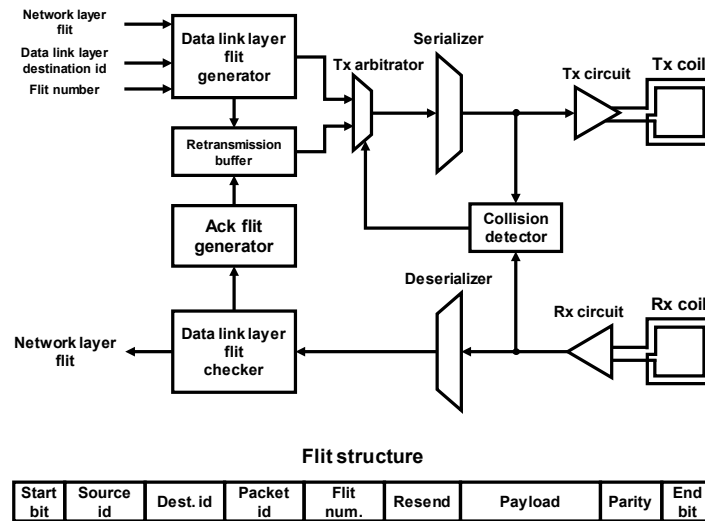 Network layer
flit
Data link layer
destination id
Flit number
Data link layer
flit
generator
Tx arbitrator
Serializer
Tx circuit
Tx coil
Retransmission
buffer
Ack flit
generator
Collision
detector
Deserializer
Rx circuit
Rx coil
Network layer
flit
Data link layer
flit
checker
Flit structure
Start
bit
Source
id
Dest. id
Packet
id
Flit
num.
Resend
Payload
Parity
End
bit